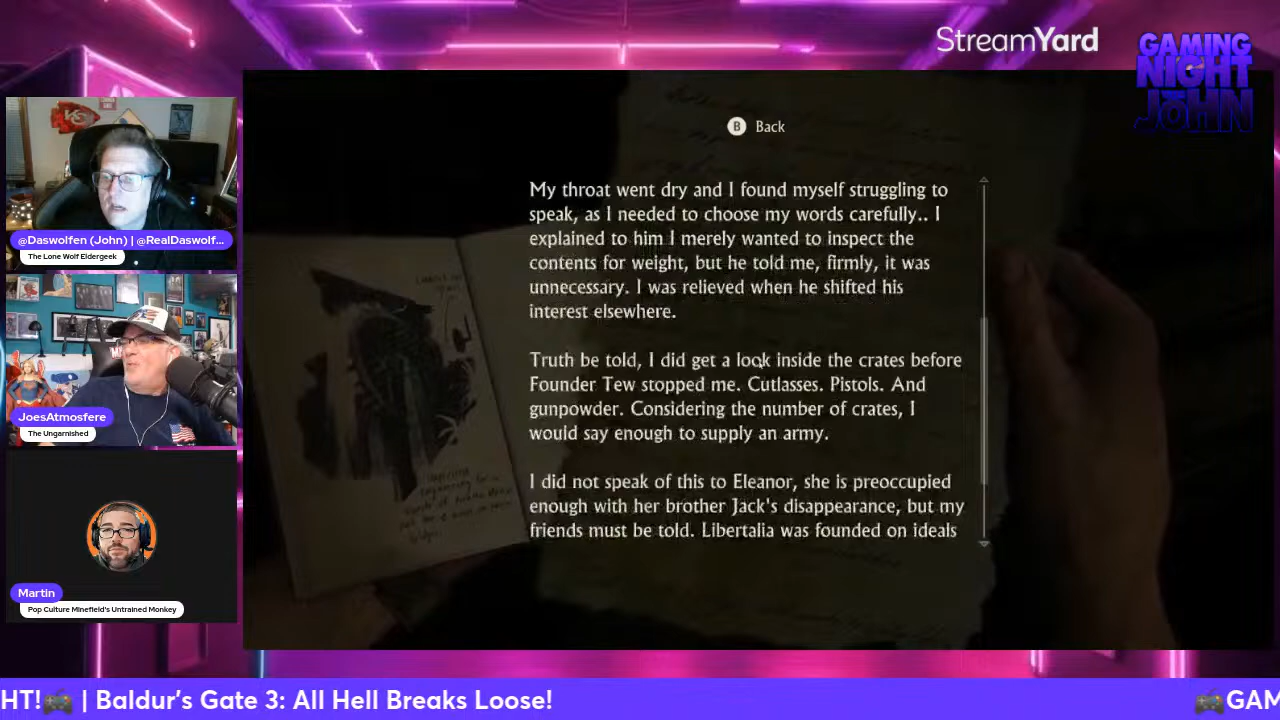 StreamYard
GAMING
NIGHT
JOHN
B Back
My throat went dry and I found myself struggling to
speak, as I needed to choose my words carefully.. I
explained to him I merely wanted to inspect the
contents for weight, but he told me, firmly, it was
unnecessary. I was relieved when he shifted his
interest elsewhere.
Truth be told, I did get a look inside the crates before
Founder Tew stopped me. Cutlasses. Pistols. And
gunpowder. Considering the number of crates, I
would say enough to supply an army.
I did not speak of this to Eleanor, she is preoccupied
enough with her brother Jack's disappearance, but my
friends must be told. Libertalia was founded on ideals
@Daswolfen (John) | @RealDaswolf...
The Lone Wolf Eldergeek
JoesAtmosfere
The Ungarnished
Martin
Pop Culture Minefield's Untrained Monkey
HT!🎮 | Baldur's Gate 3: All Hell Breaks Loose! 🎮GAM